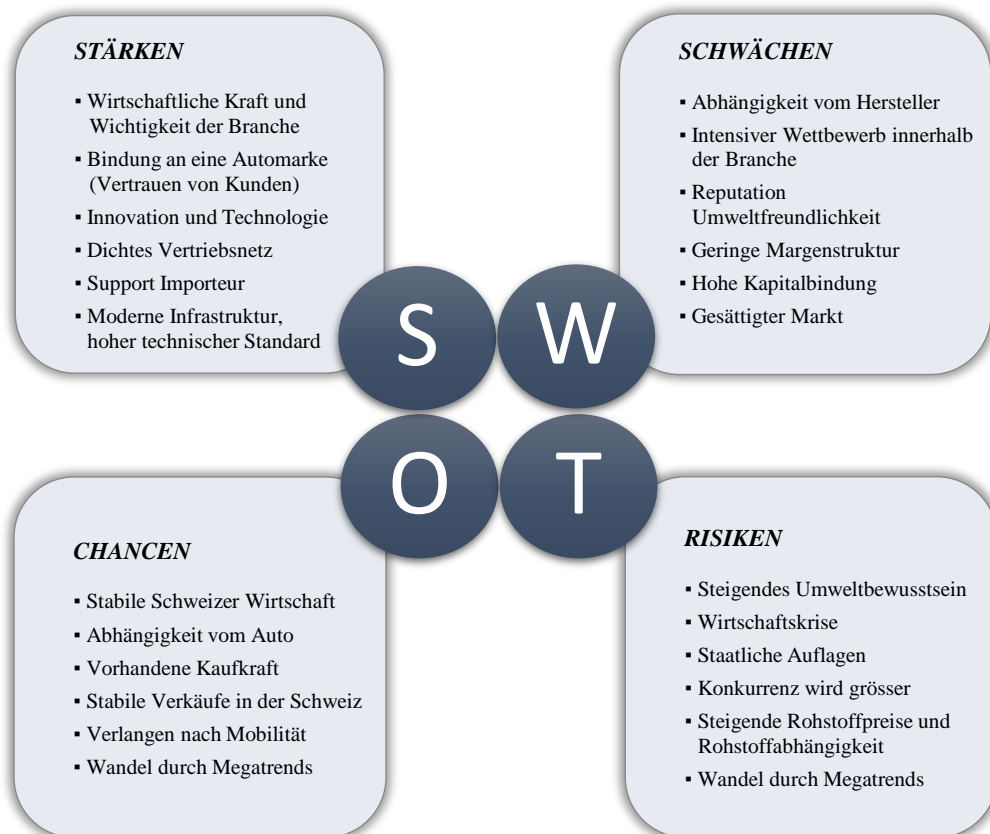 STÄRKEN
▪ Wirtschaftliche Kraft und
Wichtigkeit der Branche
▪ Bindung an eine Automarke
(Vertrauen von Kunden)
▪ Innovation und Technologie
▪ Dichtes Vertriebsnetz
▪ Support Importeur
▪ Moderne Infrastruktur,
hoher technischer Standard
SCHWÄCHEN
▪ Abhängigkeit vom Hersteller
▪ Intensiver Wettbewerb innerhalb
der Branche
▪ Reputation
Umweltfreundlichkeit
▪ Geringe Margenstruktur
▪ Hohe Kapitalbindung
▪ Gesättigter Markt
S W
O T
CHANCEN
▪ Stabile Schweizer Wirtschaft
▪ Abhängigkeit vom Auto
▪ Vorhandene Kaufkraft
▪ Stabile Verkäufe in der Schweiz
▪ Verlangen nach Mobilität
▪ Wandel durch Megatrends
RISIKEN
▪ Steigendes Umweltbewusstsein
▪ Wirtschaftskrise
▪ Staatliche Auflagen
▪ Konkurrenz wird grösser
▪ Steigende Rohstoffpreise und
Rohstoffabhängigkeit
▪ Wandel durch Megatrends